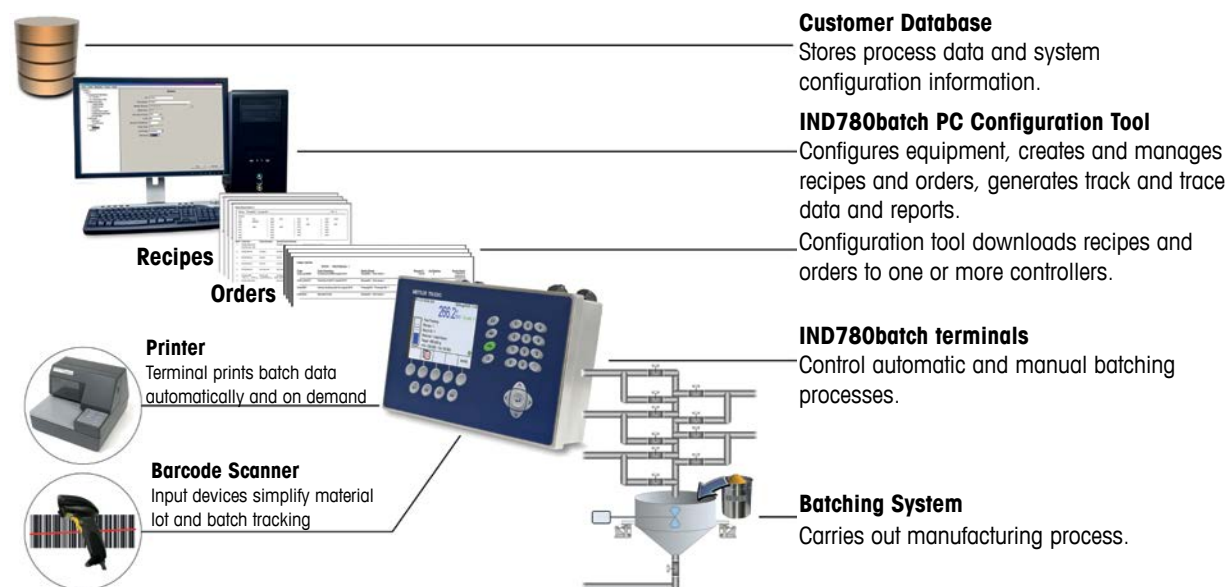 Customer Database
Stores process data and system
configuration information.
IND780batch PC Configuration Tool
Configures equipment, creates and manages
recipes and orders, generates track and trace
data and reports.
Configuration tool downloads recipes and
orders to one or more controllers.
Recipes
Orders
IND780batch terminals
Control automatic and manual batching
processes.
Printer
Terminal prints batch data
automatically and on demand
Barcode Scanner
Input devices simplify material
lot and batch tracking
Batching System
Carries out manufacturing process.
METTLER TOLEDO